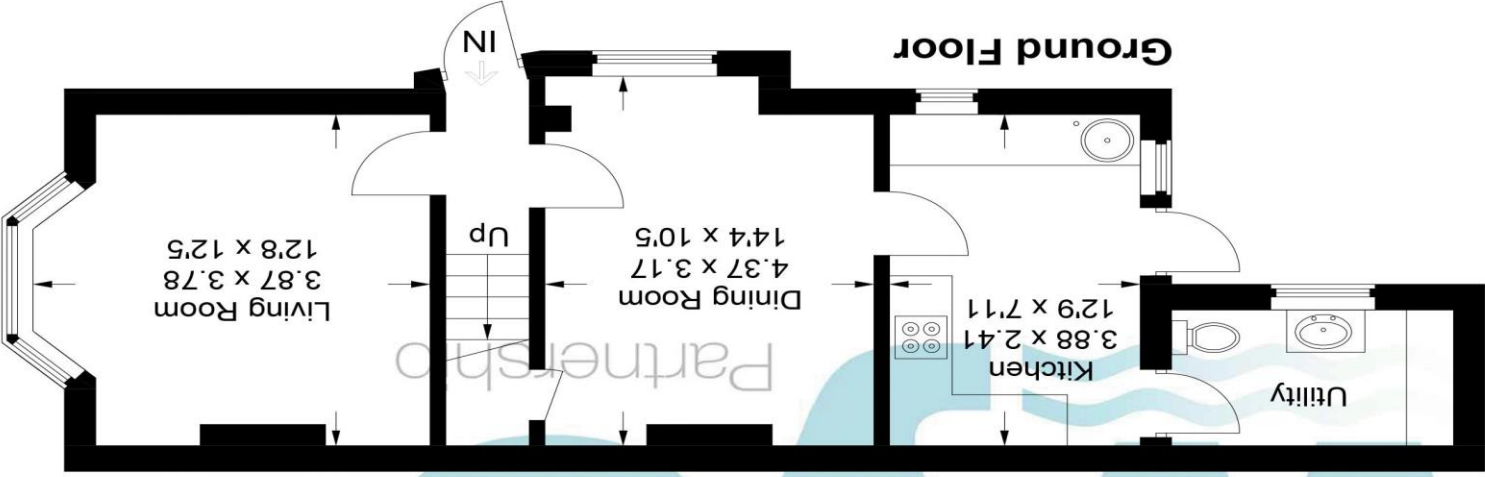 Utility
Kitchen
3.88 x 2.41
12'9 x 7'11
Partnership
Dining Room
4.37 x 3.17
14'4 x 10'5
Up
Living Room
3.87 x 3.78
12'8 x 12'5
IN
Ground Floor